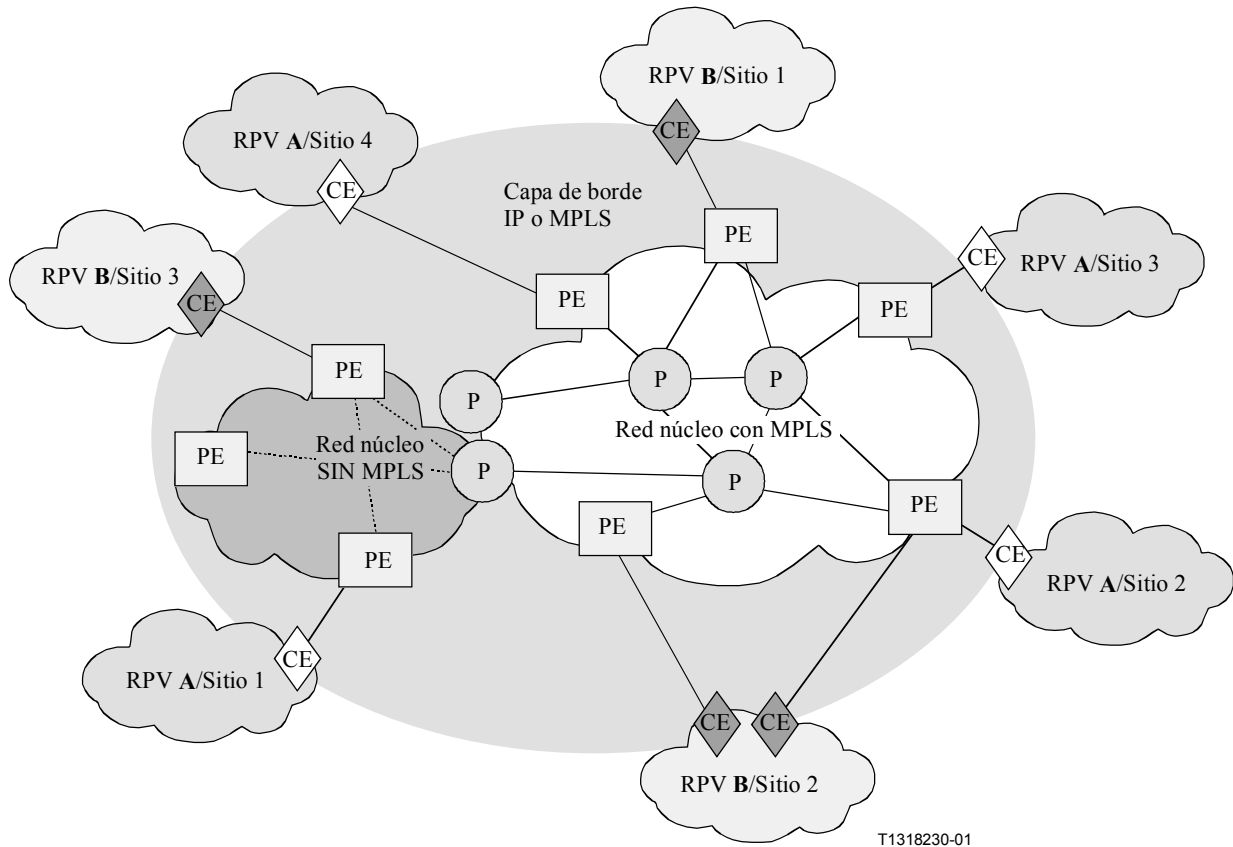 RPV B/Sitio 1
CE
RPV A/Sitio 4
CE
Capa de borde
IP o MPLS
PE
RPV B/Sitio 3
CE
CE
RPV A/Sitio 3
PE
PE
PE
P
P
P
Red núcleo con MPLS
Red núcleo
SIN MPLS
PE
P
P
PE
PE
PE
CE
RPV A/Sitio 2
CE
RPV A/Sitio 1
CE
CE
RPV B/Sitio 2
T1318230-01